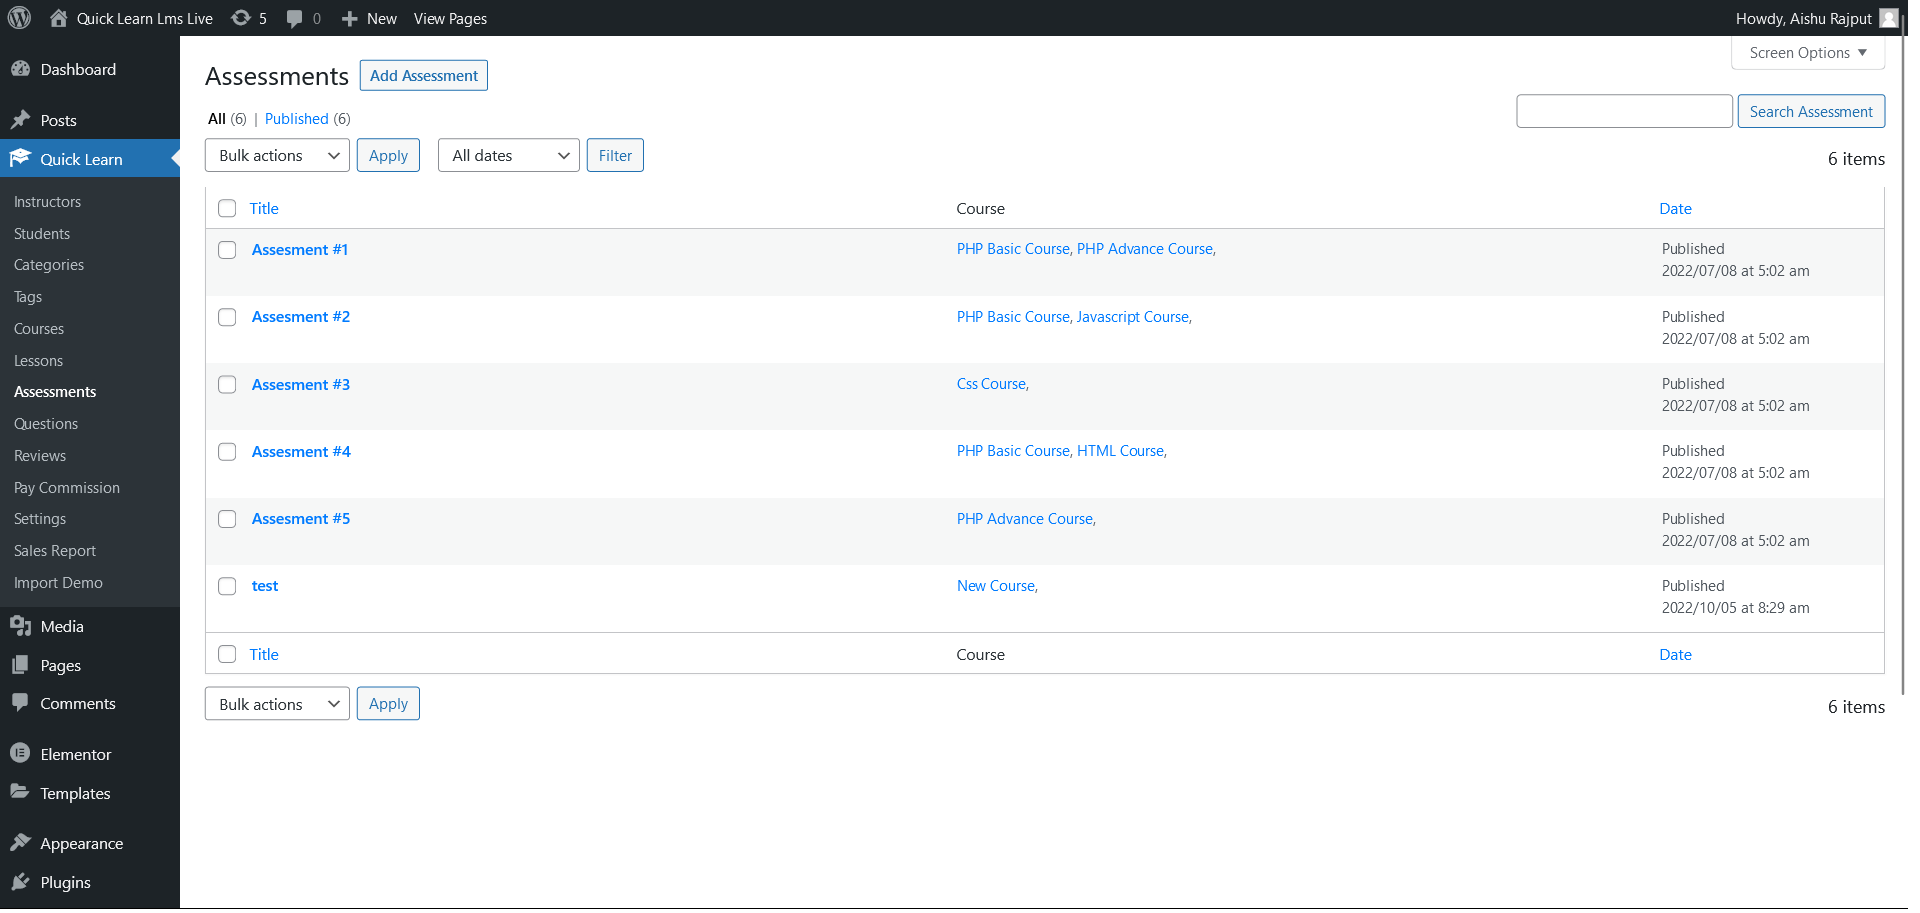 Quick Learn Lms Live 5 0 New View Pages Howdy, Aishu Rajput
Screen Options
Dashboard
Posts
Quick Learn
Instructors
Students
Categories
Tags
Courses
Lessons
Assessments
Questions
Reviews
Pay Commission
Settings
Sales Report
Import Demo
Media
Pages
Comments
Elementor
Templates
Appearance
Plugins
Assessments Add Assessment
All (6) | Published (6)
Search Assessment
Bulk actions Apply All dates Filter
6 items
Title Course Date
Assesment #1 PHP Basic Course, PHP Advance Course, Published
2022/07/08 at 5:02 am
Assesment #2 PHP Basic Course, Javascript Course, Published
2022/07/08 at 5:02 am
Assesment #3 Css Course, Published
2022/07/08 at 5:02 am
Assesment #4 PHP Basic Course, HTML Course, Published
2022/07/08 at 5:02 am
Assesment #5 PHP Advance Course, Published
2022/07/08 at 5:02 am
test New Course, Published
2022/10/05 at 8:29 am
Title Course Date
Bulk actions Apply
6 items